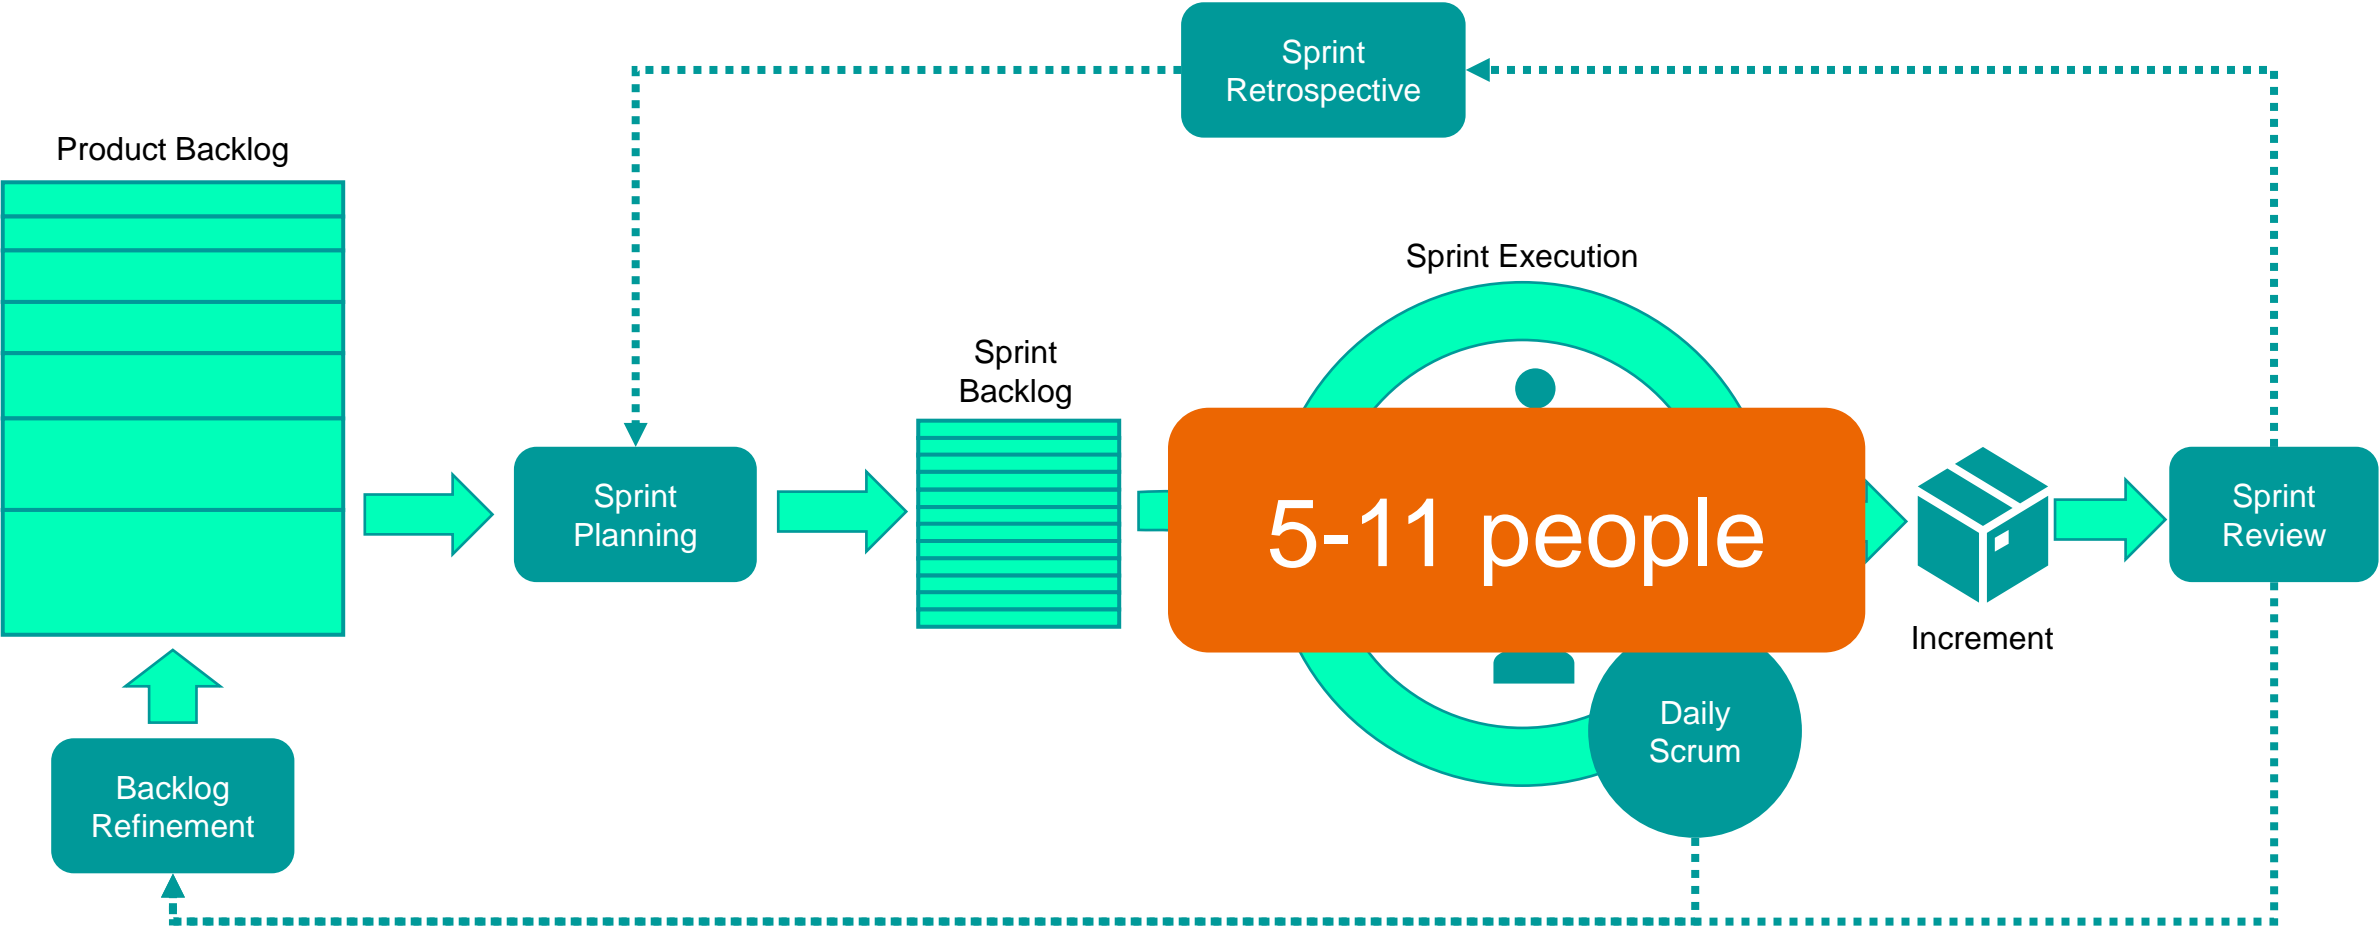 Sprint
Retrospective
Product Backlog
Sprint Execution
Sprint
Backlog
Sprint
Planning
5-11 people
Sprint
Review
Increment
Daily
Scrum
Backlog
Refinement